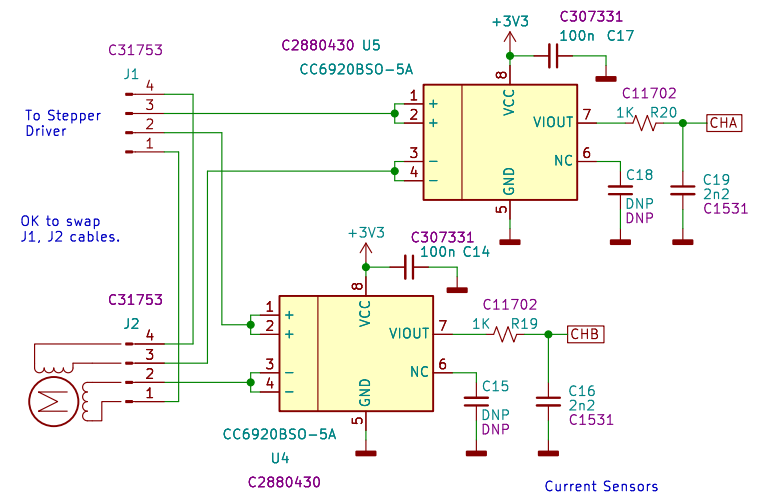 +3V3
C307331
100n C17
C2880430 U5
CC6920BSO-5A
C31753
J1
4
3
2
1
To Stepper
Driver
8
VCC
1 +
2 +
3 −
4 −
VIOUT 7
NC 6
GND
5
C11702
1K R20
CHA
C18
DNP
DNP
C19
2n2
C1531
OK to swap
J1, J2 cables.
+3V3
C307331
100n C14
C31753
J2
4
3
2
1
M
8
VCC
1 +
2 +
3 −
4 −
VIOUT 7
NC 6
GND
5
C11702
1K R19
CHB
C15
DNP
DNP
C16
2n2
C1531
CC6920BSO-5A
U4
C2880430
Current Sensors